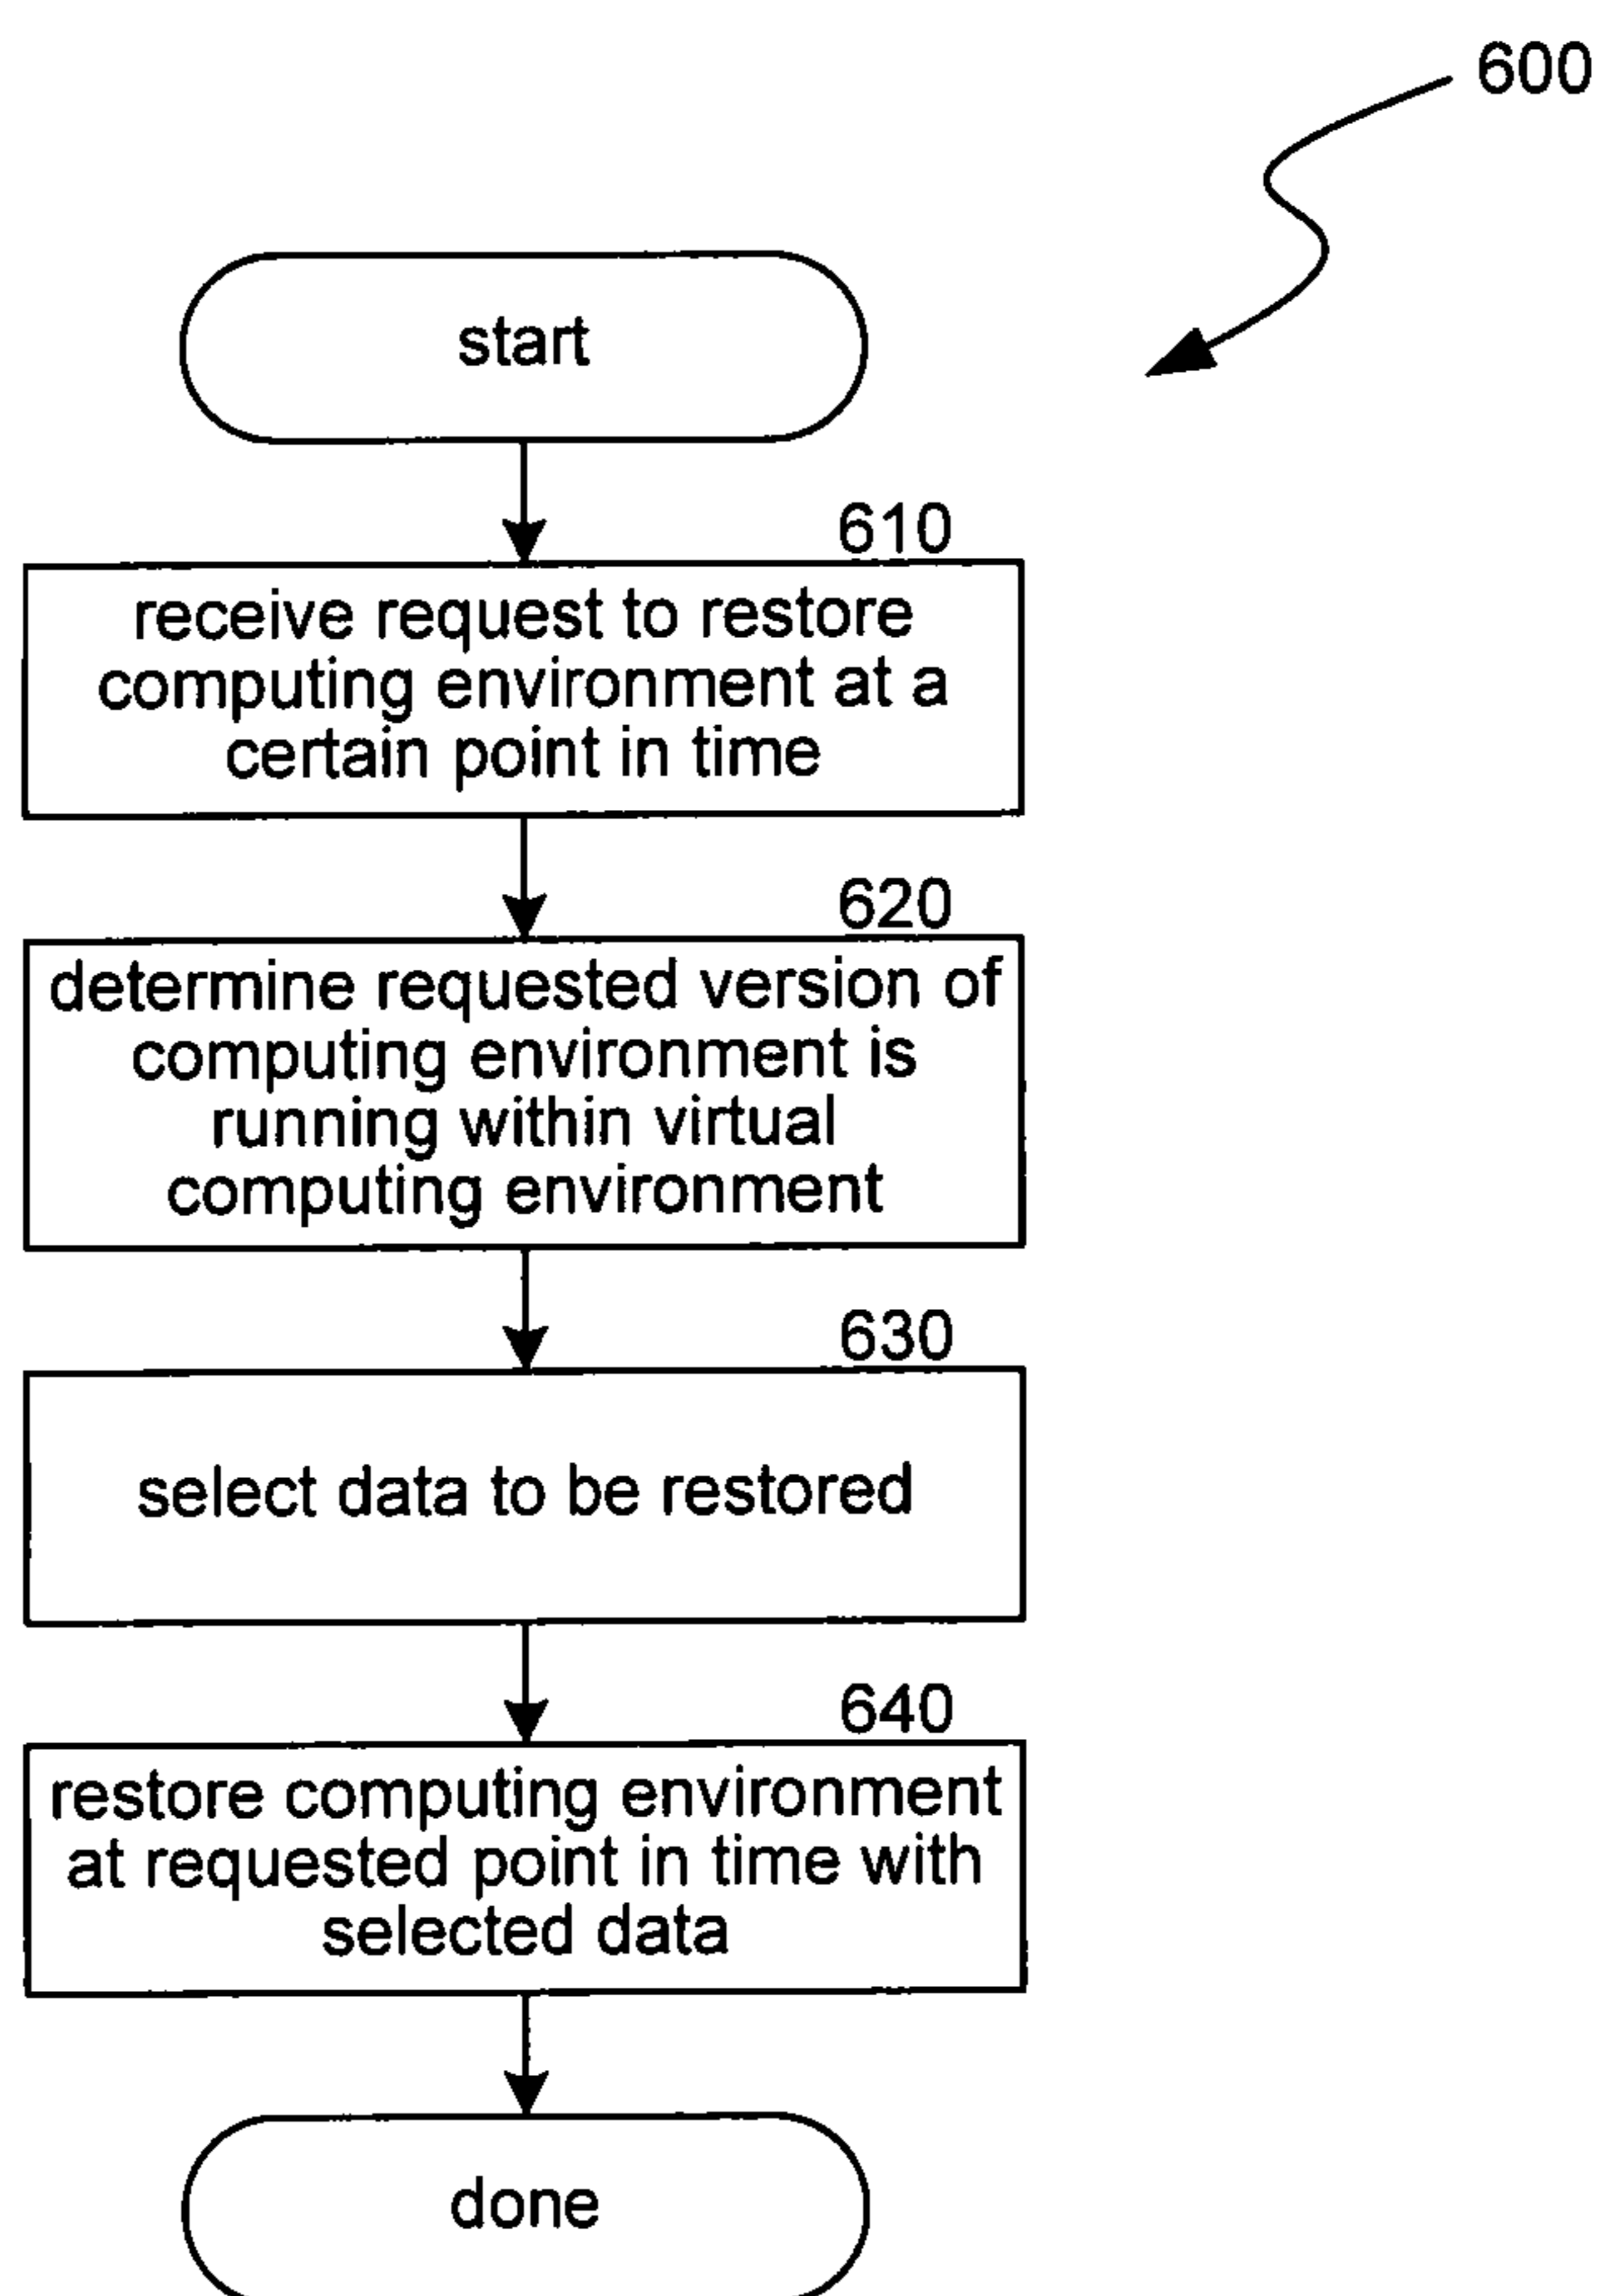 600
start
610
receive request to restore
computing environment at a
certain point in time
620
determine requested version of
computing environment is
running within virtual
computing environment
630
select data to be restored
640
restore computing environment
at requested point in time with
selected data
done